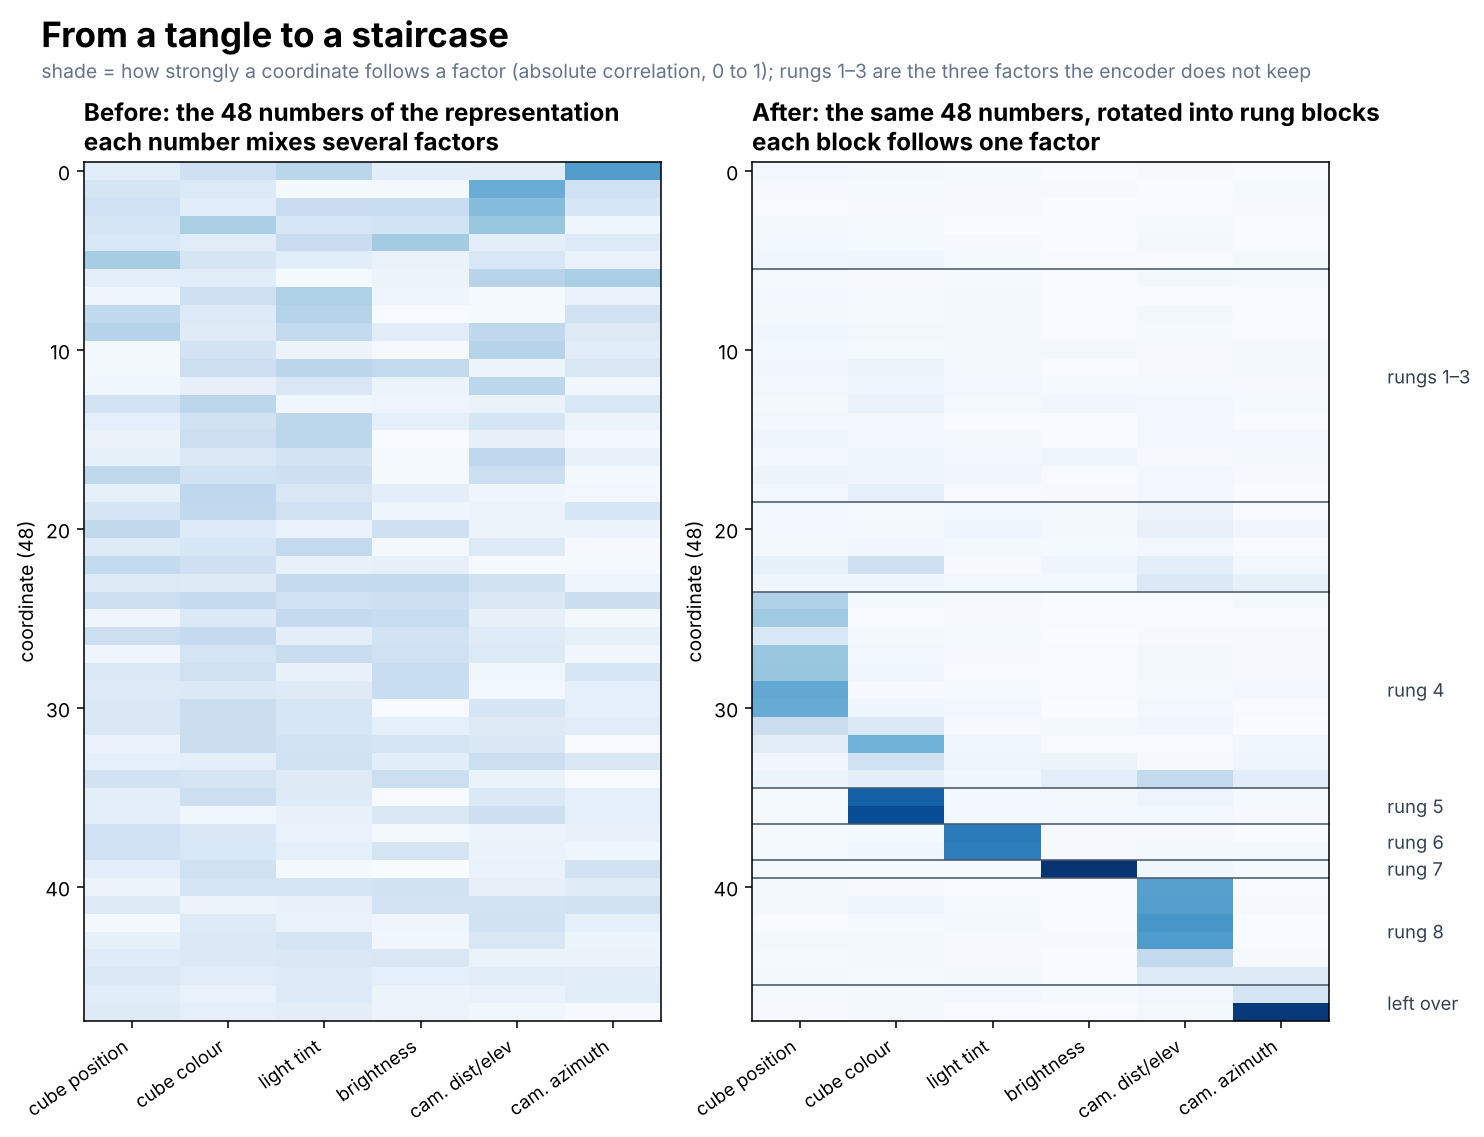 From a tangle to a staircase
shade = how strongly a coordinate follows a factor (absolute correlation, 0 to 1); rungs 1–3 are the three factors the encoder does not keep
Before: the 48 numbers of the representation
each number mixes several factors
0
10
20
30
40
coordinate (48)
cube position
cube colour
light tint
brightness
cam. dist/elev
cam. azimuth
After: the same 48 numbers, rotated into rung blocks
each block follows one factor
0
10
20
30
40
coordinate (48)
rungs 1–3
rung 4
rung 5
rung 6
rung 7
rung 8
left over
cube position
cube colour
light tint
brightness
cam. dist/elev
cam. azimuth